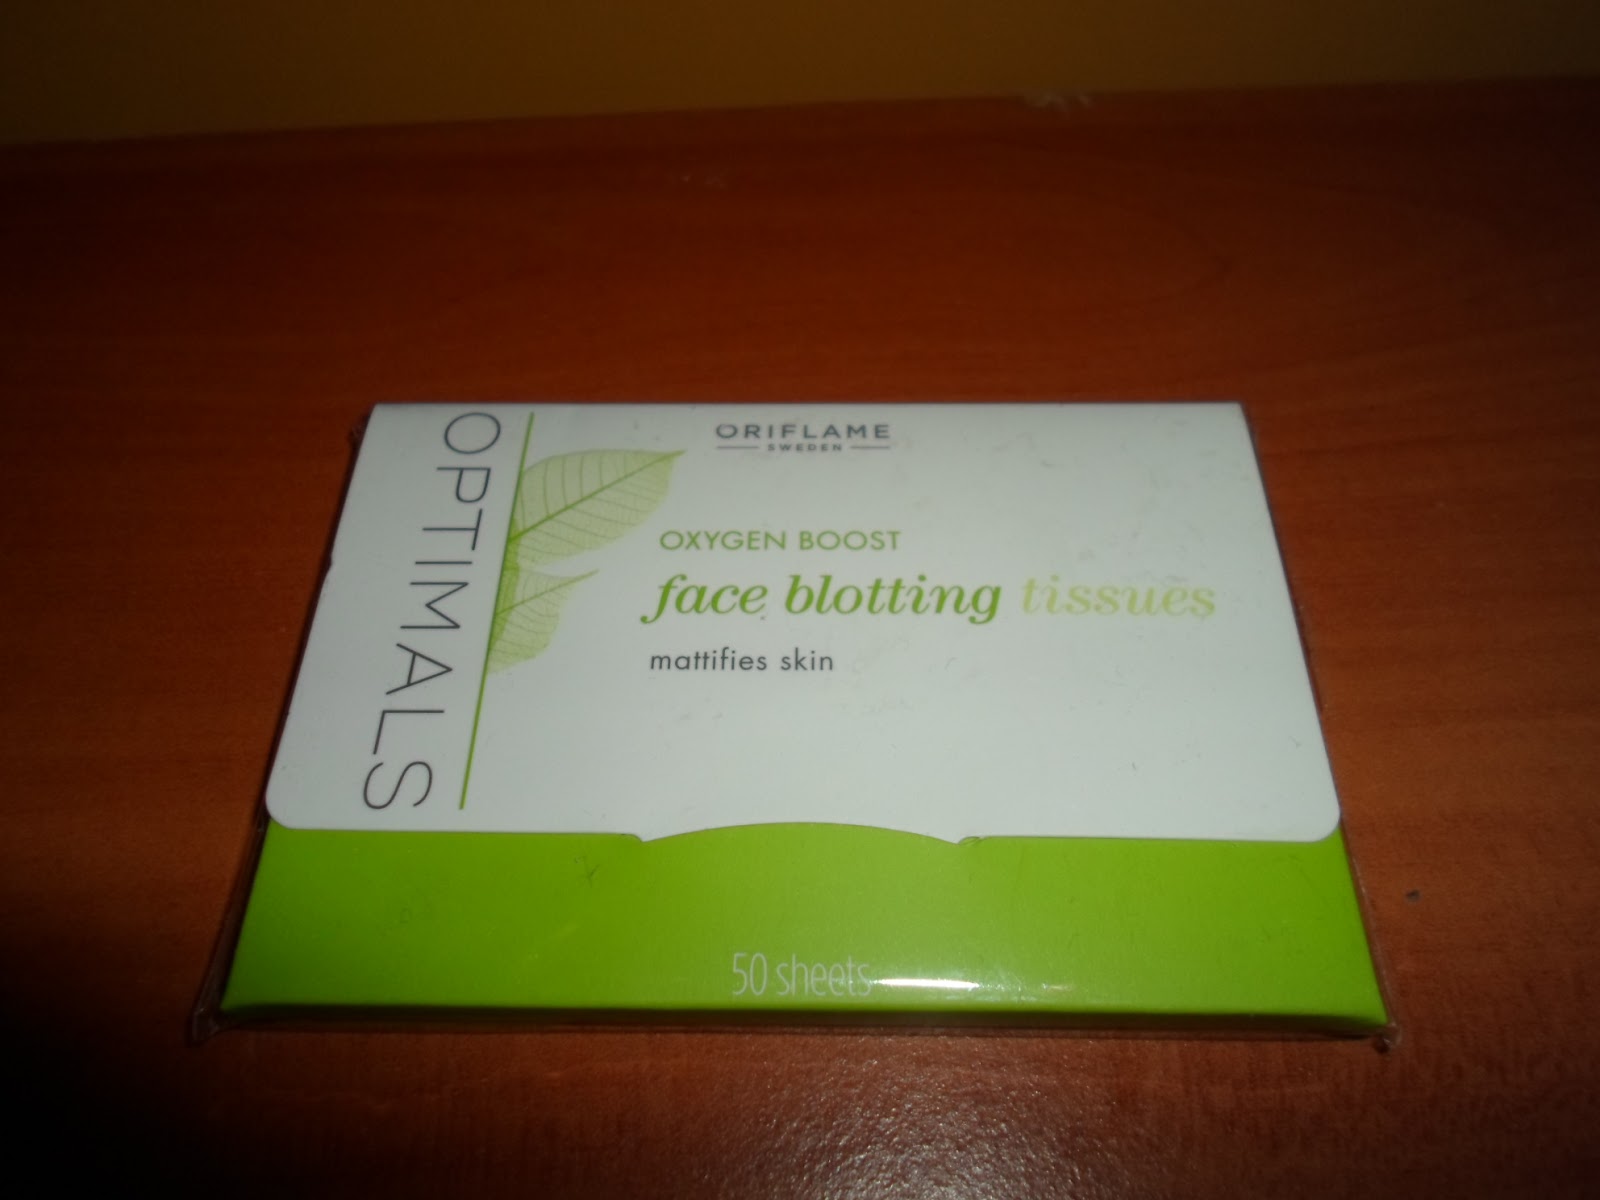 OPTIMALS
ORIFLAME
SWEDEN
OXYGEN BOOST
face blotting tissues
mattifies skin
50 sheets